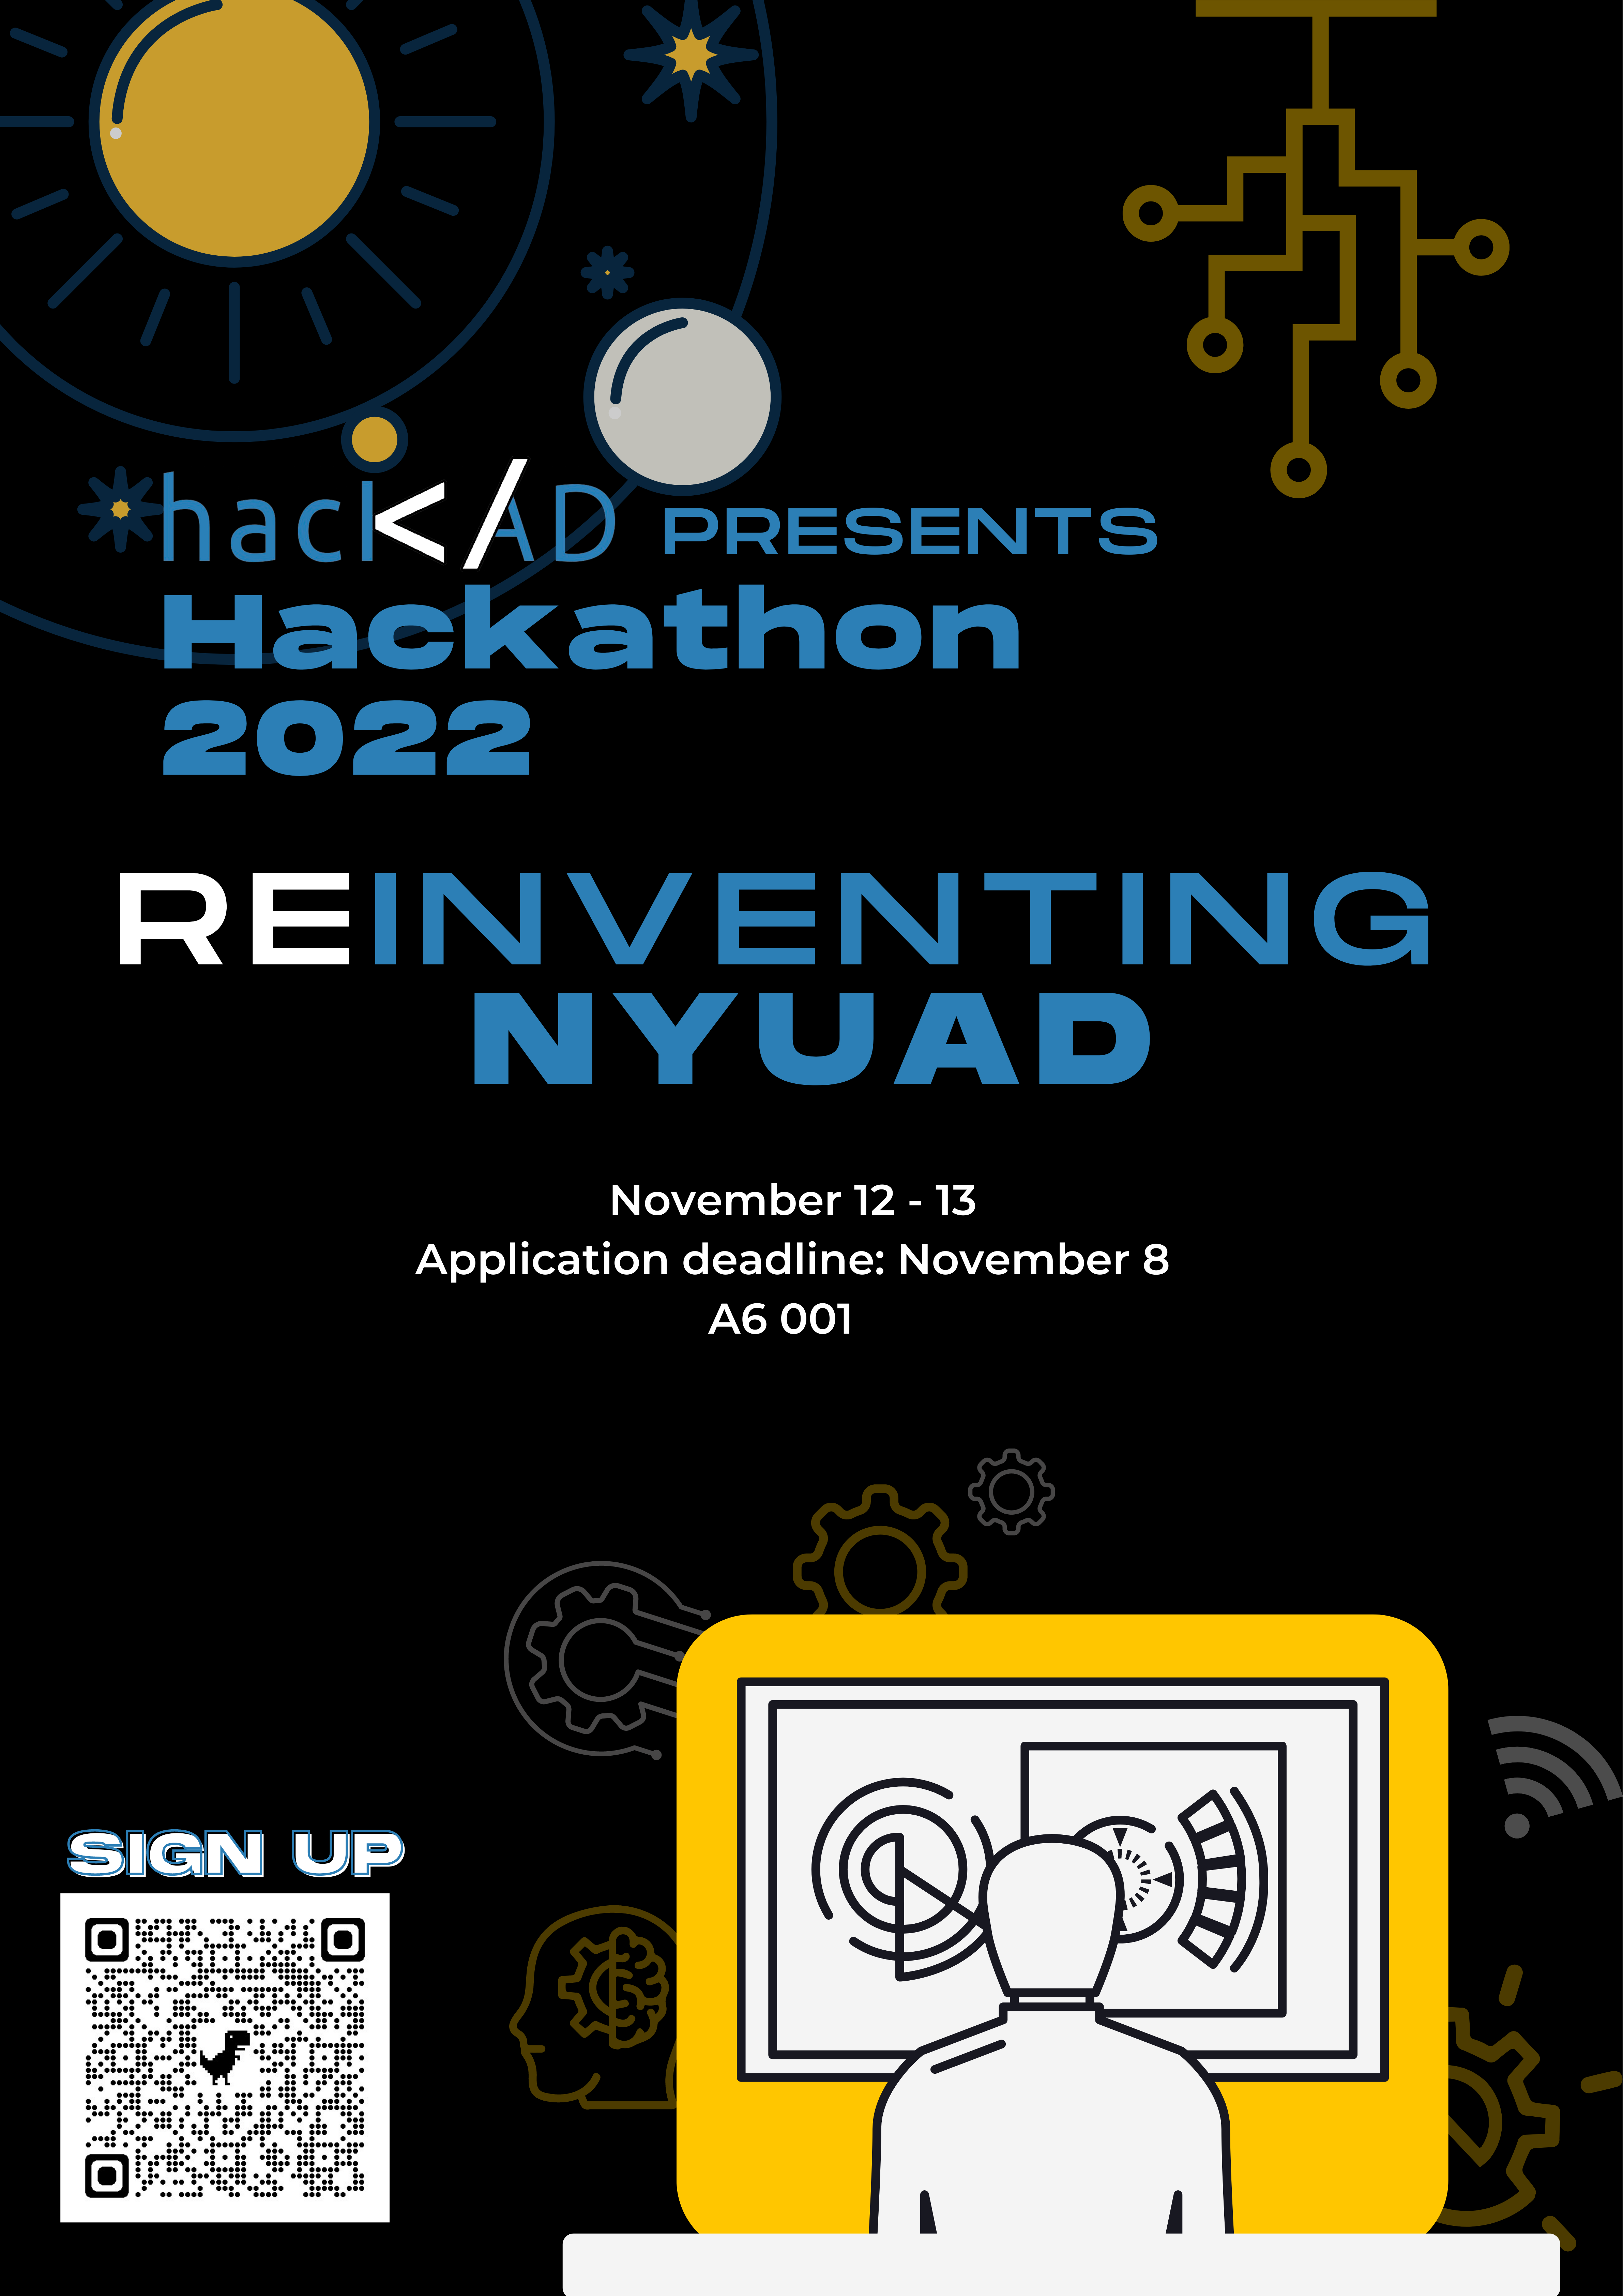 hack</AD PRESENTS
Hackathon
2022
REINVENTING
NYUAD
November 12 - 13
Application deadline: November 8
A6 001
SIGN UP